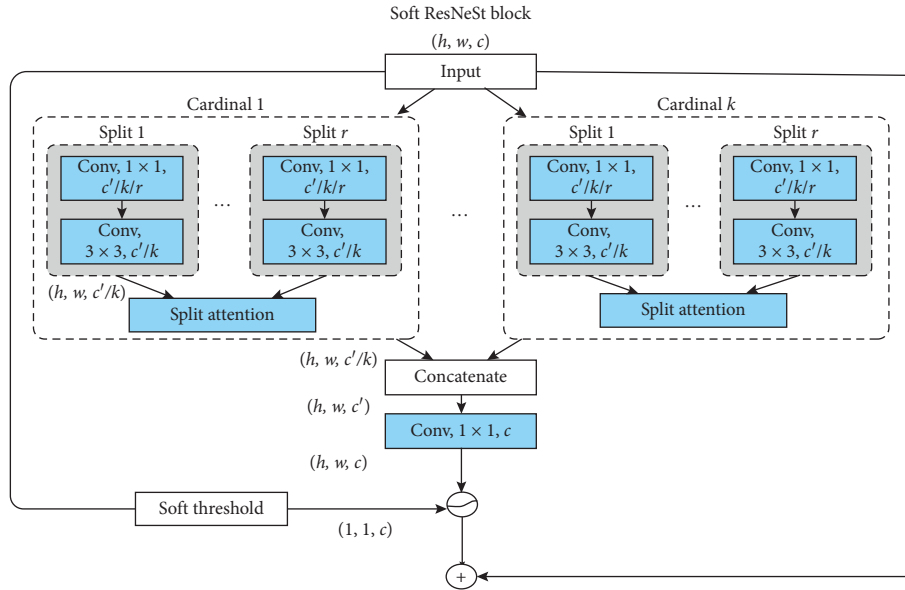 Soft ResNeSt block
(h, w, c)
Input
Cardinal 1
Cardinal k
Split 1
Split r
Split 1
Split r
Conv, 1 × 1,
c′/k/r
Conv, 1 × 1,
c′/k/r
Conv, 1 × 1,
c′/k/r
Conv, 1 × 1,
c′/k/r
...
...
...
Conv,
3 × 3, c′/k
Conv,
3 × 3, c′/k
Conv,
3 × 3, c′/k
Conv,
3 × 3, c′/k
(h, w, c′/k)
Split attention
Split attention
(h, w, c′/k)
Concatenate
(h, w, c′)
Conv, 1 × 1, c
(h, w, c)
Soft threshold
(1, 1, c)
+